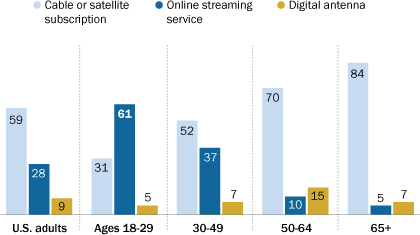 Cable or satellite subscription
Online streaming service
Digital antenna
59 28 9
31 61 5
52 37 7
70 10 15
84 5 7
U.S. adults Ages 18-29 30-49 50-64 65+